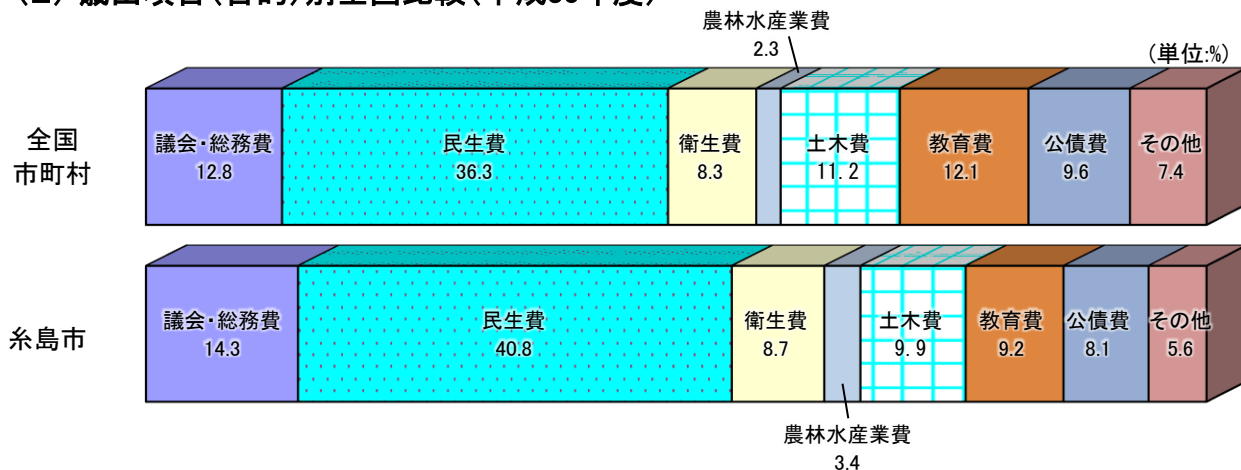 農林水産業費
2.3
(単位:%)
全国
市町村
議会・総務費
12.8
民生費
36.3
衛生費
8.3
土木費
11.2
教育費
12.1
公債費
9.6
その他
7.4
糸島市
議会・総務費
14.3
民生費
40.8
衛生費
8.7
土木費
9.9
教育費
9.2
公債費
8.1
その他
5.6
農林水産業費
3.4